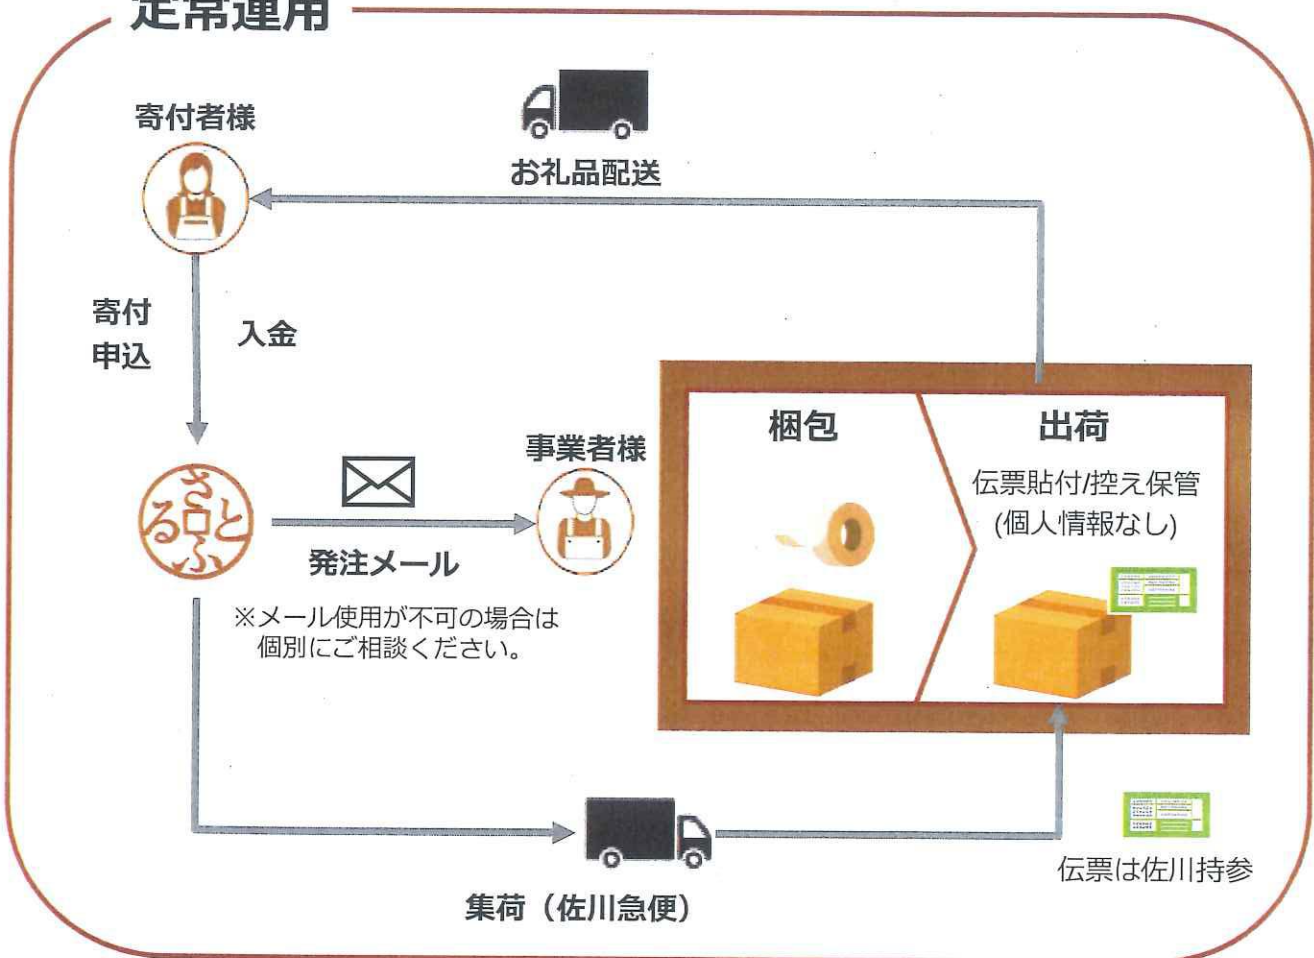 定常運用
寄付者様
お礼品配送
寄付
申込
入金
さとふる
発注メール
※メール使用が不可の場合は
個別にご相談ください。
事業者様
梱包
出荷
伝票貼付/控え保管
(個人情報なし)
集荷（佐川急便）
伝票は佐川持参